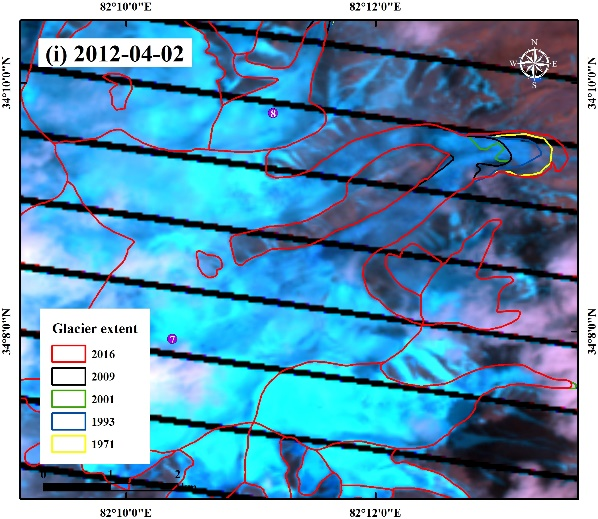 82°10'0"E
82°12'0"E
(i) 2012-04-02
N
W
E
S
34°10'0"N
34°10'0"N
8
34°8'0"N
34°8'0"N
7
Glacier extent
2016
2009
2001
1993
1971
0
1
2
82°10'0"E
82°12'0"E